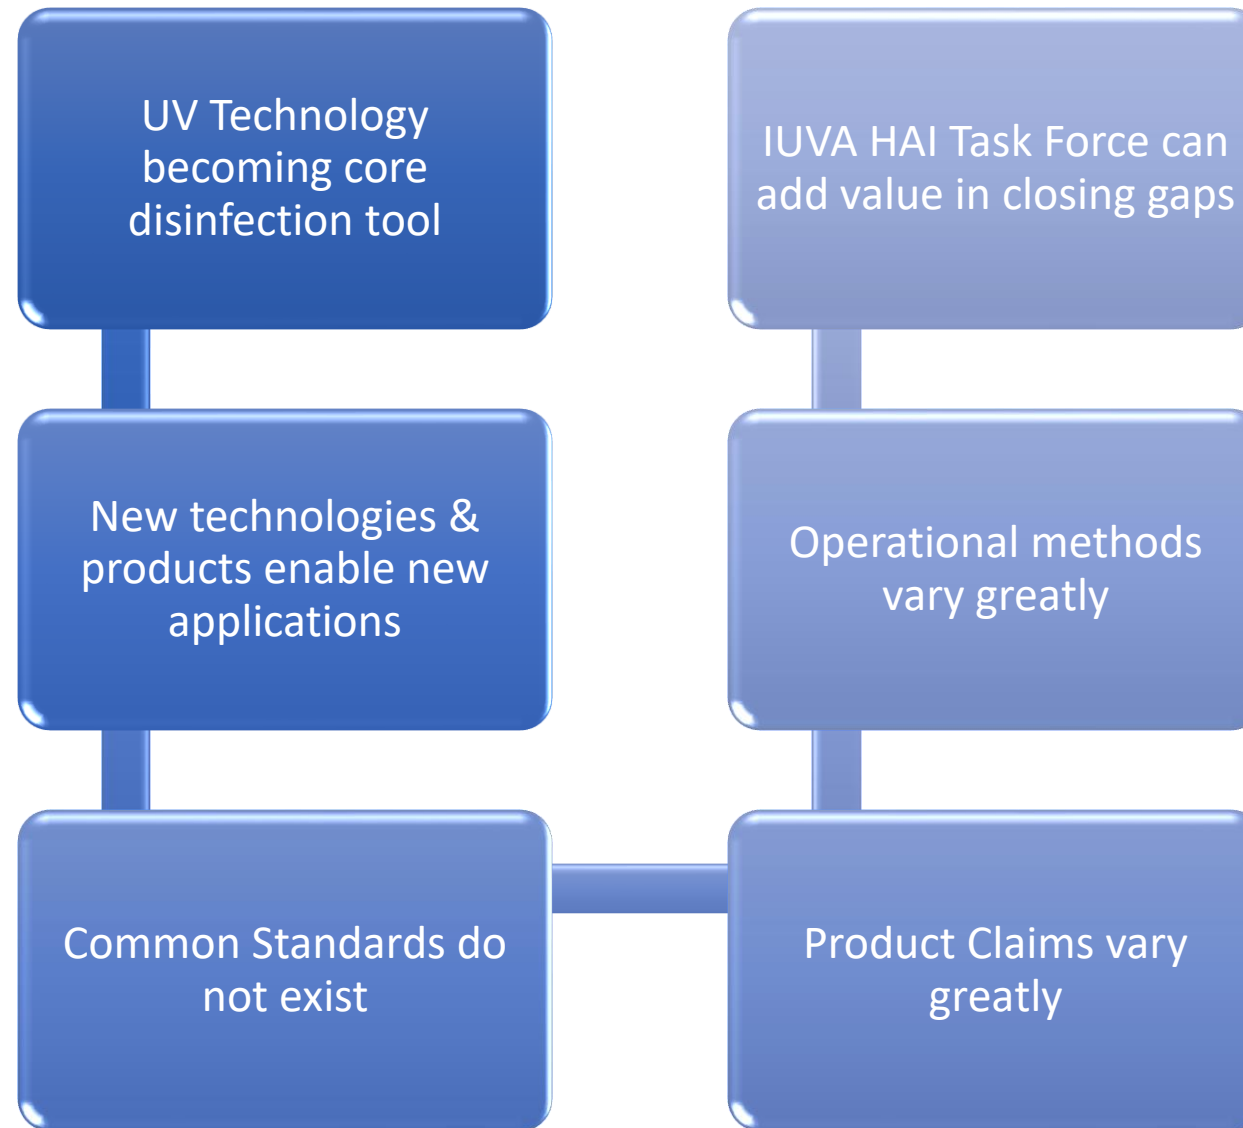 UV Technology
becoming core
disinfection tool
New technologies &
products enable new
applications
Common Standards do
not exist
Product Claims vary
greatly
Operational methods
vary greatly
IUVA HAI Task Force can
add value in closing gaps